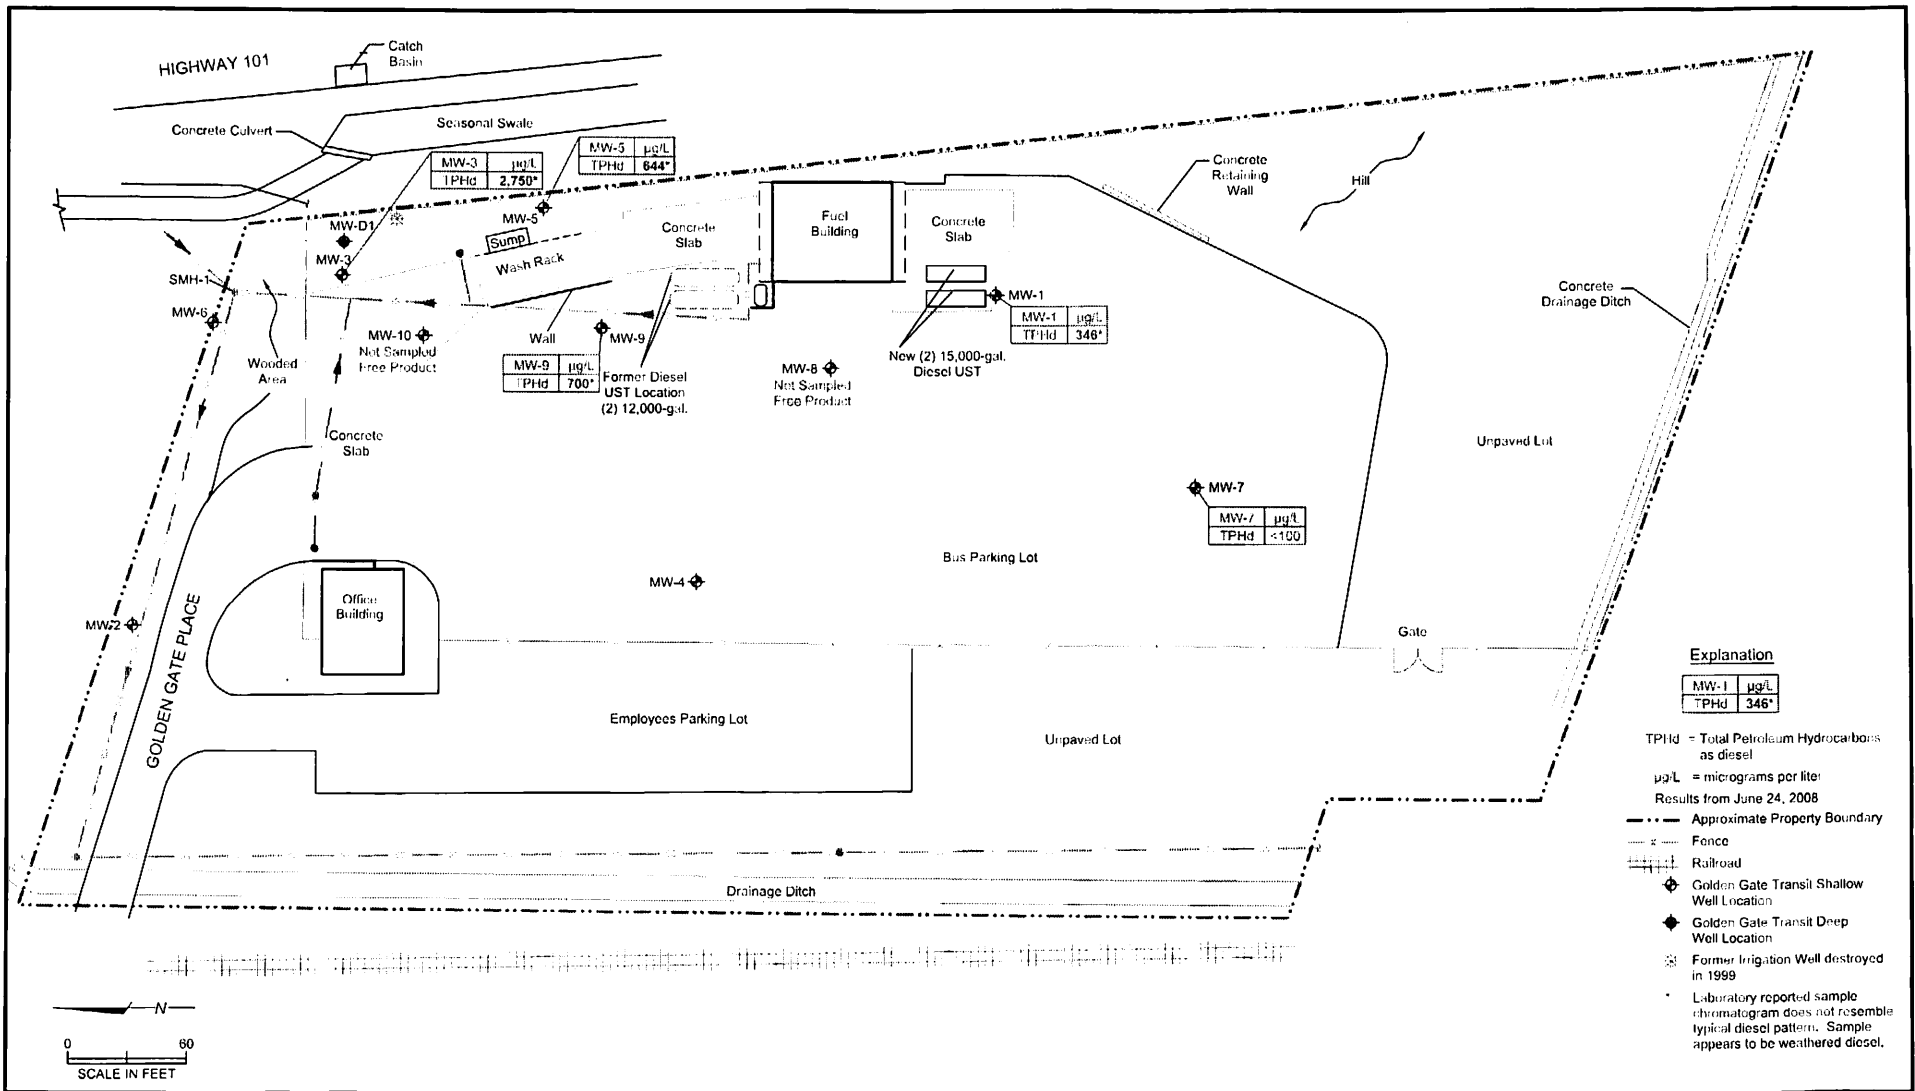 HIGHWAY 101
Catch
Basin
Concrete Culvert
Seasonal Swale
MW-3 µg/L
TPHd 2,750*
MW-5 µg/L
TPHd 644*
MW-5
MW-D1
MW-3
Sump
Wash Rack
Concrete
Slab
Fuel
Building
Concrete
Slab
Concrete
Retaining
Wall
Hill
SMH-1
MW-6
Wooded
Area
MW-10
Not Sampled
Free Product
Wall
MW-9
MW-9 µg/L
TPHd 700*
Former Diesel
UST Location
(2) 12,000-gal.
MW-8
Not Sampled
Free Product
New (2) 15,000-gal.
Diesel UST
MW-1
MW-1 µg/L
TPHd 346*
Concrete
Drainage Ditch
Concrete
Slab
Unpaved Lot
MW-7
MW-7 µg/L
TPHd <100
Bus Parking Lot
MW-4
Office
Building
MW-2
GOLDEN GATE PLACE
Gate
Employees Parking Lot
Unpaved Lot
Drainage Ditch
N
0 60
SCALE IN FEET
Explanation
MW-1 µg/L
TPHd 346*
TPHd = Total Petroleum Hydrocarbons
as diesel
µg/L = micrograms per liter
Results from June 24, 2008
Approximate Property Boundary
Fence
Railroad
Golden Gate Transit Shallow
Well Location
Golden Gate Transit Deep
Well Location
Former Irrigation Well destroyed
in 1999
* Laboratory reported sample
chromatogram does not resemble
typical diesel pattern. Sample
appears to be weathered diesel.